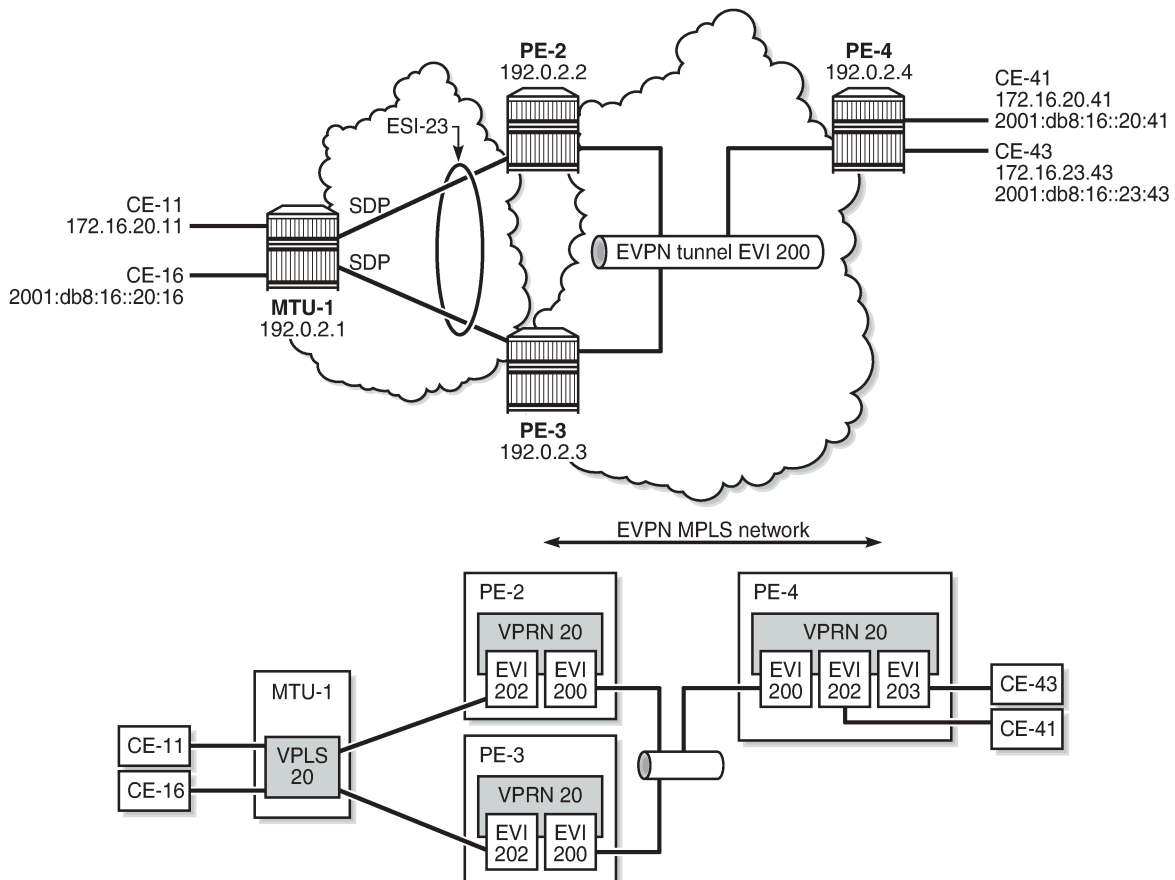 PE-2
192.0.2.2
PE-4
192.0.2.4
CE-41
172.16.20.41
2001:db8:16::20:41
CE-43
172.16.23.43
2001:db8:16::23:43
ESI-23
CE-11
172.16.20.11
SDP
EVPN tunnel EVI 200
SDP
CE-16
2001:db8:16::20:16
MTU-1
192.0.2.1
PE-3
192.0.2.3
EVPN MPLS network
PE-2
VPRN 20
EVI
202
EVI
200
PE-4
VPRN 20
EVI
200
EVI
202
EVI
203
CE-43
CE-41
MTU-1
VPLS
20
CE-11
CE-16
PE-3
VPRN 20
EVI
202
EVI
200